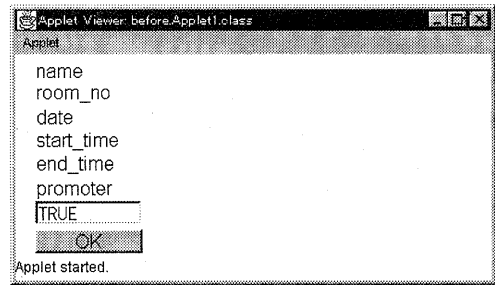 Applet Viewer: before.Applet1.class
Applet
name
room_no
date
start_time
end_time
promoter
TRUE
OK
Applet started.